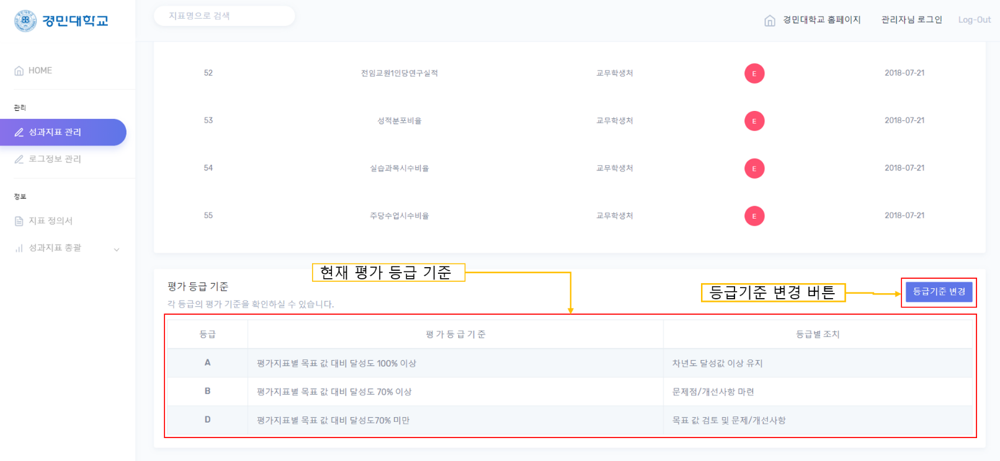 경민대학교
지표명으로 검색
경민대학교 홈페이지 관리자님 로그인 Log-Out
HOME
관리
성과지표 관리
로그정보 관리
정보
지표 정의서
성과지표 총괄
52 전임교원1인당연구실적 교무학생처 E 2018-07-21
53 성적분포비율 교무학생처 E 2018-07-21
54 실습과목시수비율 교무학생처 E 2018-07-21
55 주당수업시수비율 교무학생처 E 2018-07-21
현재 평가 등급 기준
평가 등급 기준
각 등급의 평가 기준을 확인하실 수 있습니다.
등급기준 변경 버튼
등급기준 변경
등급 평 가 등 급 기 준 등급별 조치
A 평가지표별 목표 값 대비 달성도 100% 이상 차년도 달성값 이상 유지
B 평가지표별 목표 값 대비 달성도 70% 이상 문제점/개선사항 마련
D 평가지표별 목표 값 대비 달성도70% 미만 목표 값 검토 및 문제/개선사항